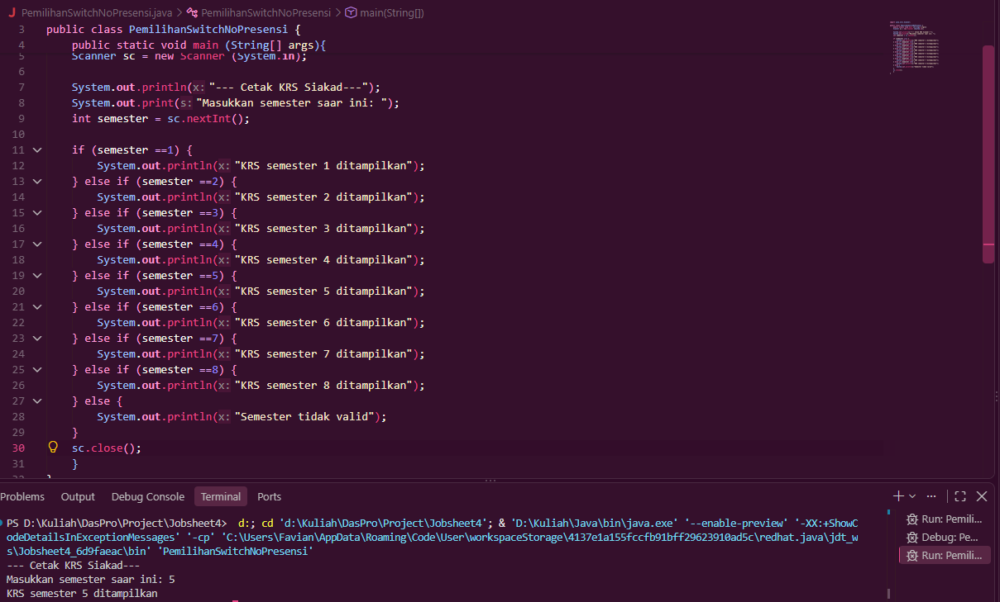 J PemilihanSwitchNoPresensi.java > PemilihanSwitchNoPresensi > main(String[])
3 public class PemilihanSwitchNoPresensi {
4 public static void main (String[] args){
5 Scanner sc = new Scanner (System.in);
6
7 System.out.println(x: "--- Cetak KRS Siakad---");
8 System.out.print(s: "Masukkan semester saar ini: ");
9 int semester = sc.nextInt();
10
11 if (semester ==1) {
12 System.out.println(x: "KRS semester 1 ditampilkan");
13 } else if (semester ==2) {
14 System.out.println(x: "KRS semester 2 ditampilkan");
15 } else if (semester ==3) {
16 System.out.println(x: "KRS semester 3 ditampilkan");
17 } else if (semester ==4) {
18 System.out.println(x: "KRS semester 4 ditampilkan");
19 } else if (semester ==5) {
20 System.out.println(x: "KRS semester 5 ditampilkan");
21 } else if (semester ==6) {
22 System.out.println(x: "KRS semester 6 ditampilkan");
23 } else if (semester ==7) {
24 System.out.println(x: "KRS semester 7 ditampilkan");
25 } else if (semester ==8) {
26 System.out.println(x: "KRS semester 8 ditampilkan");
27 } else {
28 System.out.println(x: "Semester tidak valid");
29 }
30 sc.close();
31 }
Problems Output Debug Console Terminal Ports
PS D:\Kuliah\DasPro\Project\Jobsheet4> d:; cd 'd:\Kuliah\DasPro\Project\Jobsheet4'; & 'D:\Kuliah\Java\bin\java.exe' '--enable-preview' '-XX:+ShowC
odeDetailsInExceptionMessages' '-cp' 'C:\Users\Favian\AppData\Roaming\Code\User\workspaceStorage\4137e1a155fccfb91bff29623910ad5c\redhat.java\jdt_w
s\Jobsheet4_6d9faeac\bin' 'PemilihanSwitchNoPresensi'
--- Cetak KRS Siakad---
Masukkan semester saar ini: 5
KRS semester 5 ditampilkan
Run: Pemili...
Debug: Pe...
Run: Pemili...